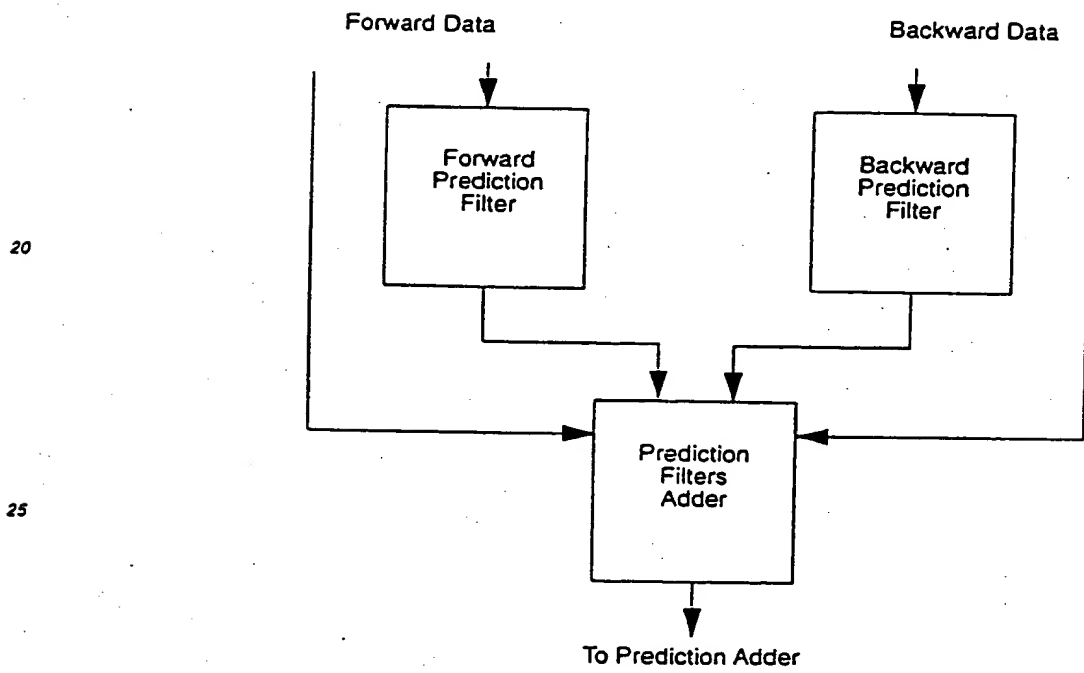 Forward Data
Backward Data
Forward
Prediction
Filter
Backward
Prediction
Filter
20
Prediction
Filters
Adder
25
To Prediction Adder